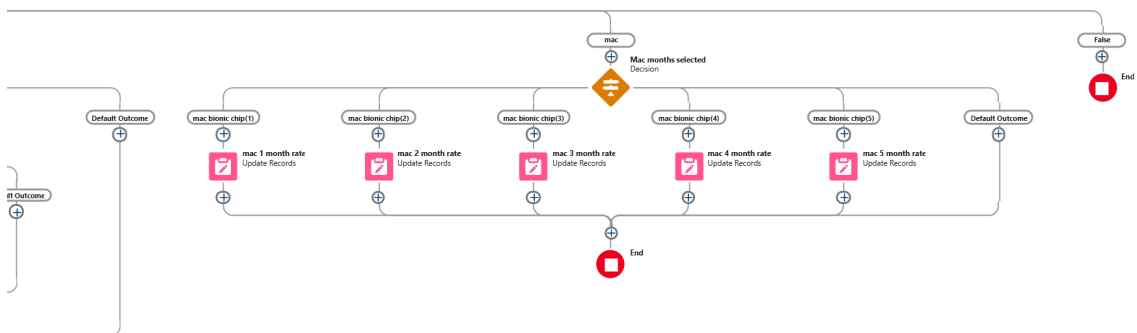 mac
False
Mac months selected
Decision
End
Default Outcome
mac bionic chip(1)
mac bionic chip(2)
mac bionic chip(3)
mac bionic chip(4)
mac bionic chip(5)
Default Outcome
mac 1 month rate
Update Records
mac 2 month rate
Update Records
mac 3 month rate
Update Records
mac 4 month rate
Update Records
mac 5 month rate
Update Records
Outcome
End